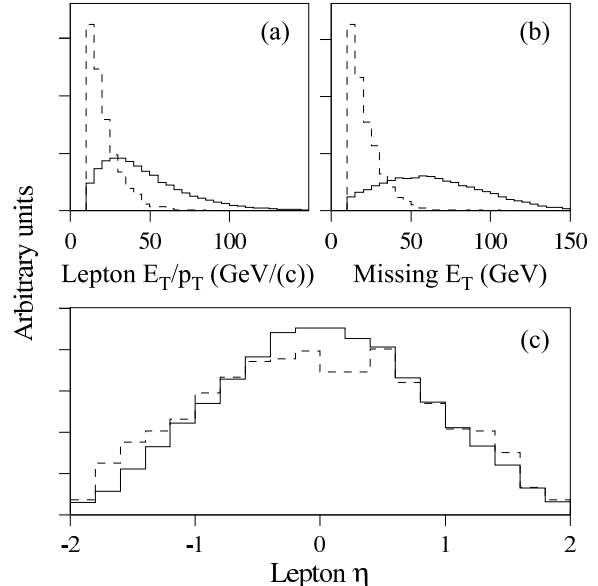 (a) (b)
0 50 100 0 50 100 150
Lepton E_T/p_T (GeV/(c)) Missing E_T (GeV)
Arbitrary units
(c)
-2 -1 0 1 2
Lepton η